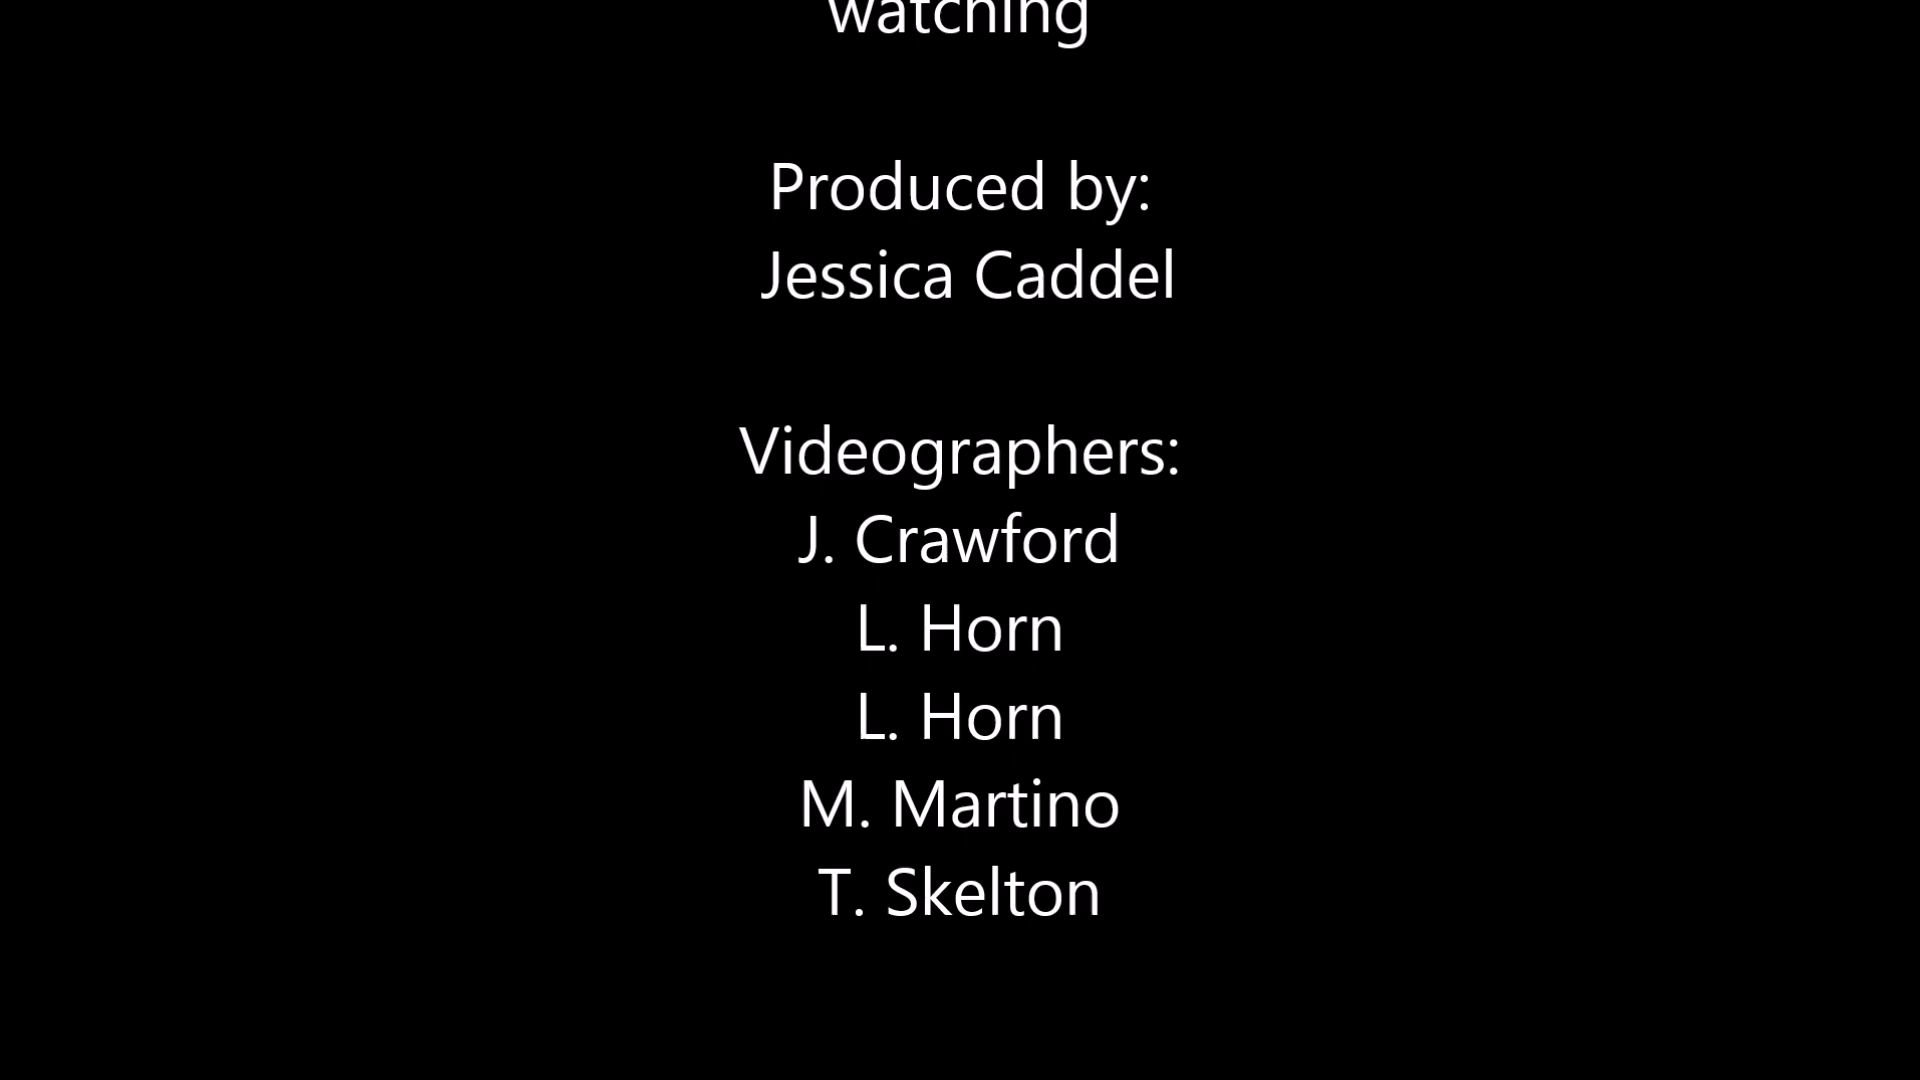 watching
Produced by:
Jessica Caddel
Videographers:
J. Crawford
L. Horn
L. Horn
M. Martino
T. Skelton